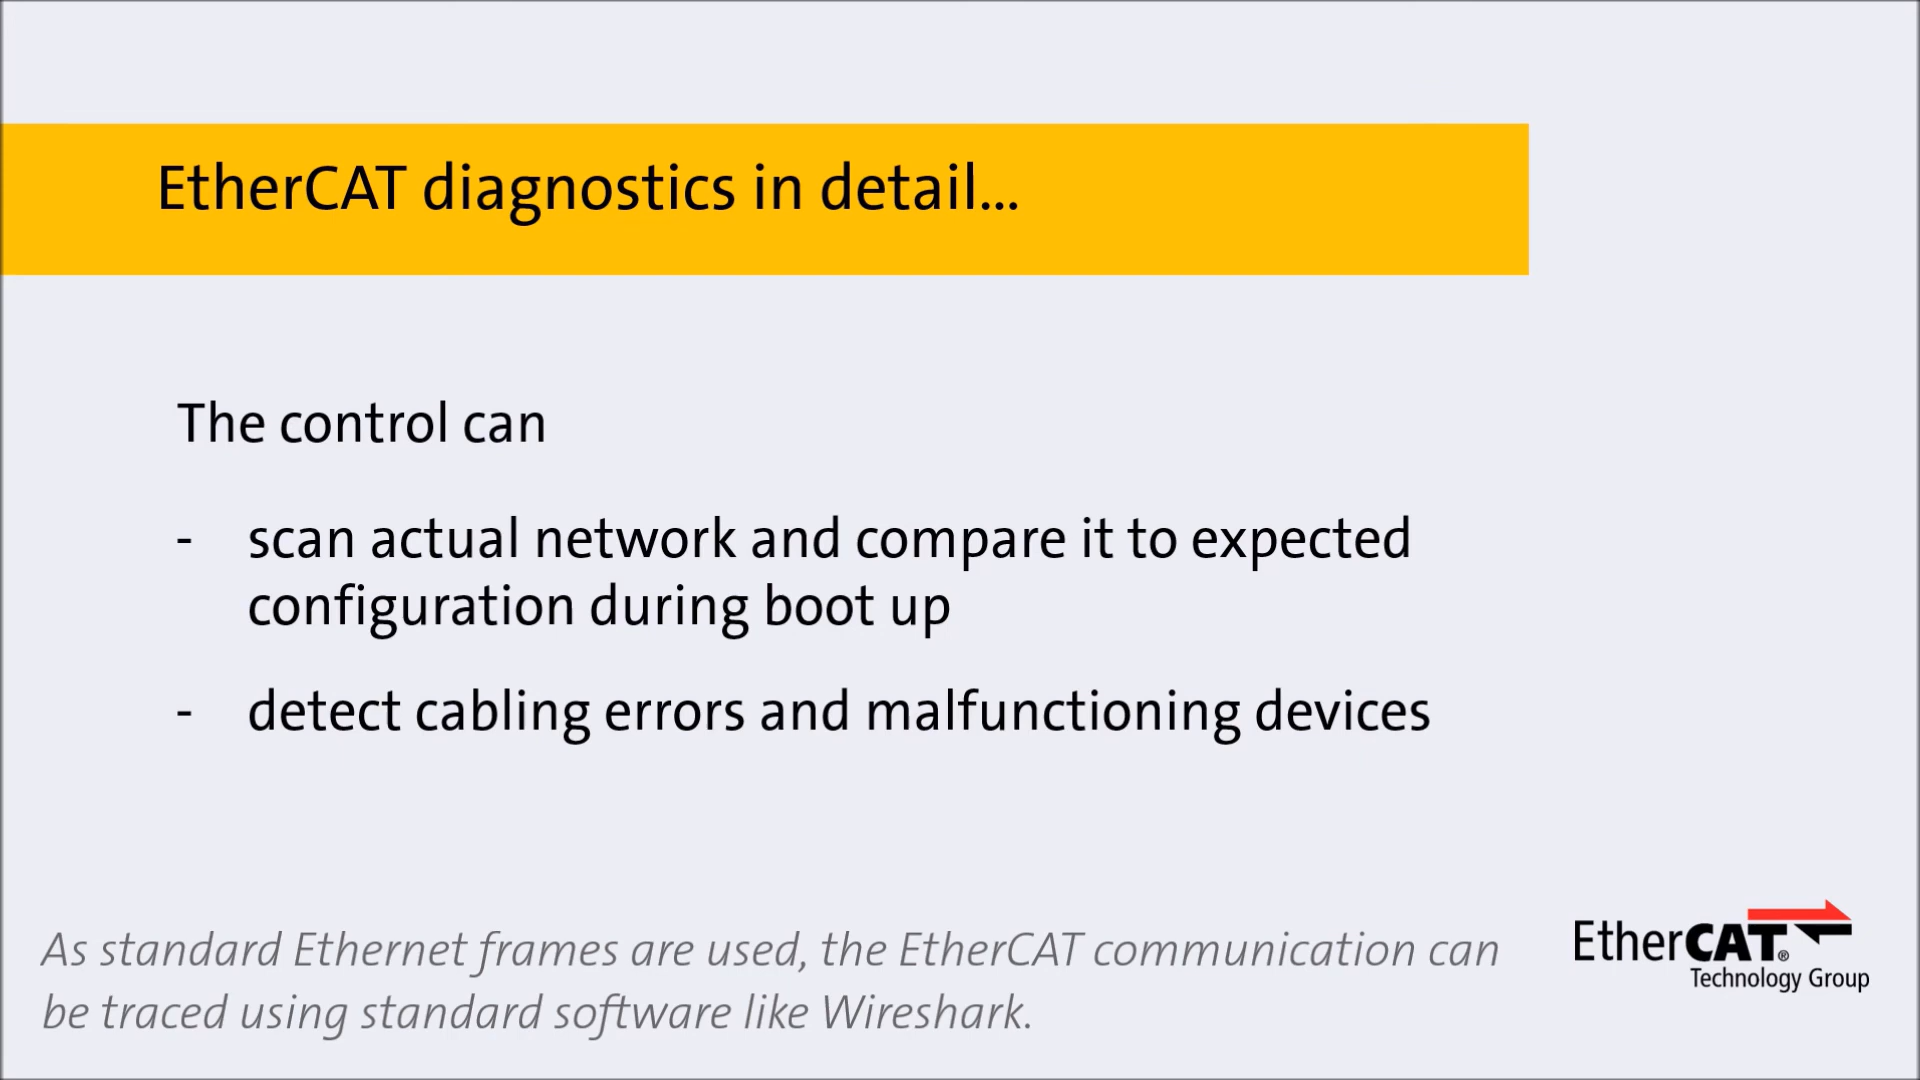 EtherCAT diagnostics in detail...
The control can
- scan actual network and compare it to expected
configuration during boot up
- detect cabling errors and malfunctioning devices
As standard Ethernet frames are used, the EtherCAT communication can
be traced using standard software like Wireshark.
EtherCAT®
Technology Group